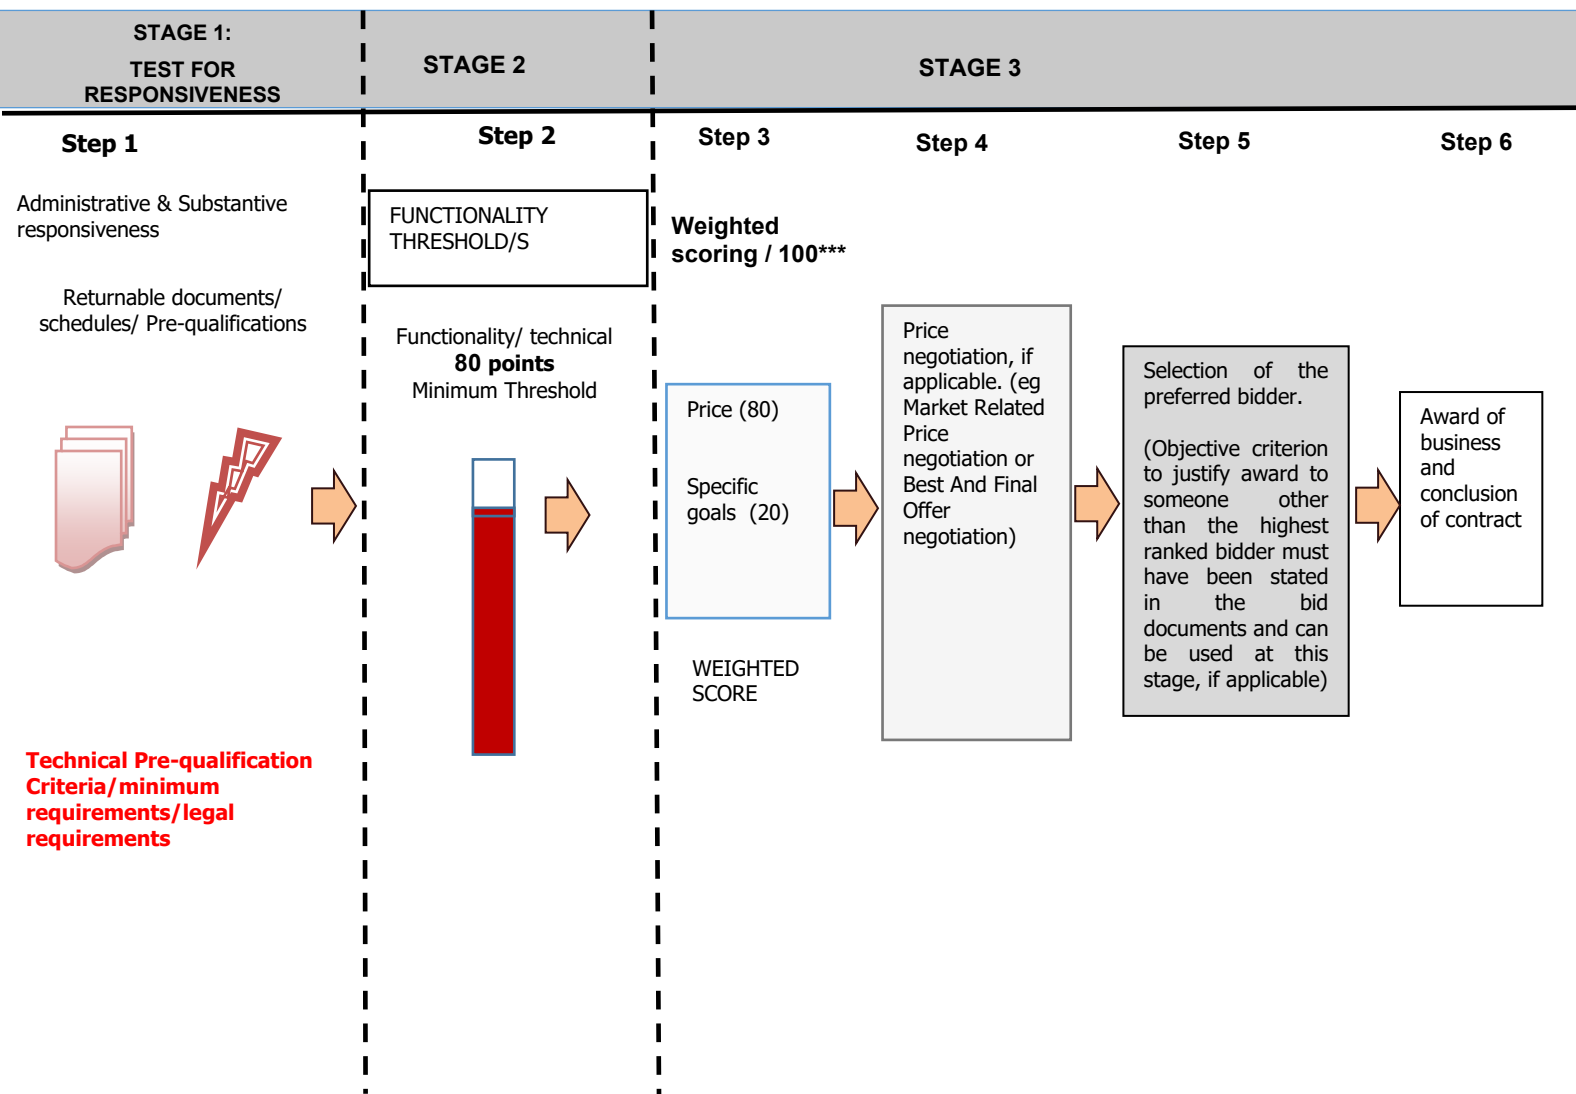 STAGE 1:
TEST FOR
RESPONSIVENESS
STAGE 2
STAGE 3
Step 1
Step 2
Step 3
Step 4
Step 5
Step 6
Administrative & Substantive
responsiveness
Returnable documents/
schedules/ Pre-qualifications
Technical Pre-qualification
Criteria/minimum
requirements/legal
requirements
FUNCTIONALITY
THRESHOLD/S
Functionality/ technical
80 points
Minimum Threshold
Weighted
scoring / 100***
Price (80)
Specific
goals (20)
WEIGHTED
SCORE
Price
negotiation, if
applicable. (eg
Market Related
Price
negotiation or
Best And Final
Offer
negotiation)
Selection of the
preferred bidder.
(Objective criterion
to justify award to
someone other
than the highest
ranked bidder must
have been stated
in the bid
documents and can
be used at this
stage, if applicable)
Award of
business
and
conclusion
of contract